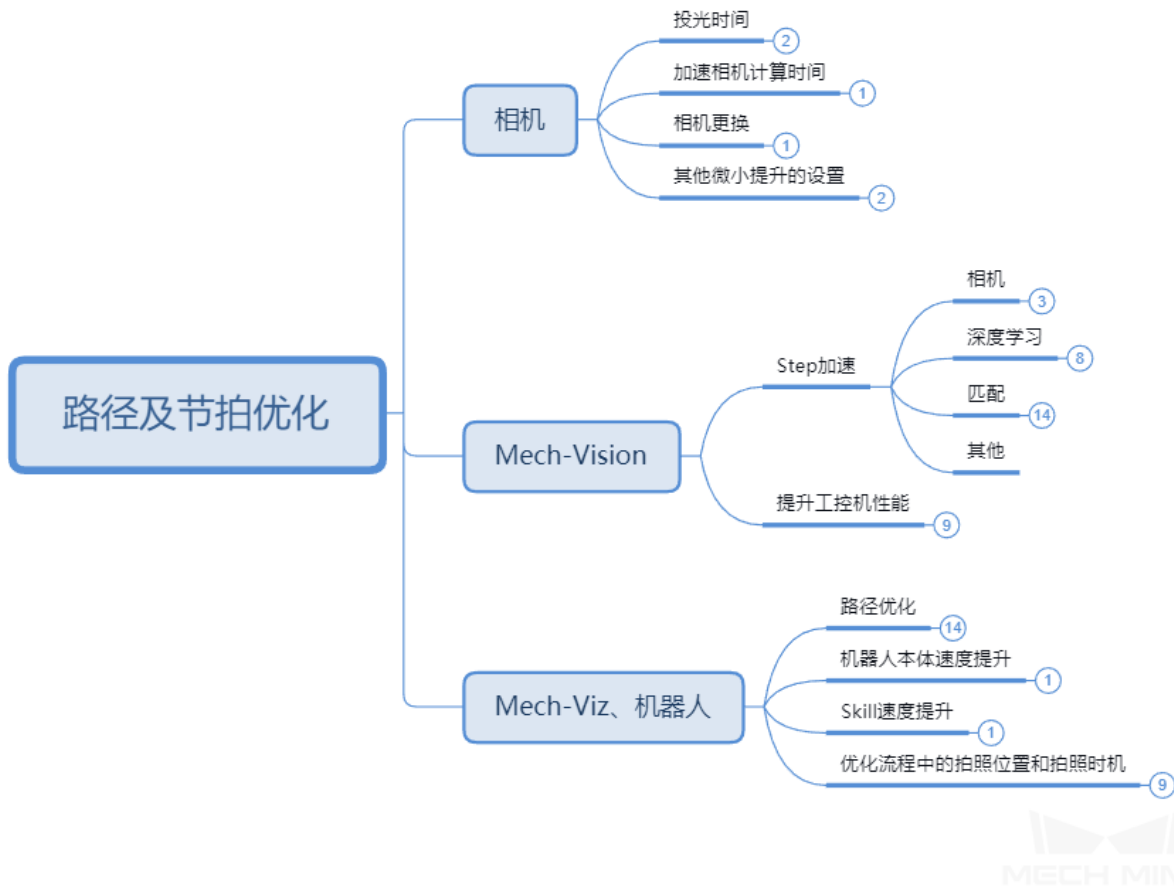 路径及节拍优化
相机
投光时间
2
加速相机计算时间
1
相机更换
1
其他微小提升的设置
2
Mech-Vision
Step加速
相机
3
深度学习
8
匹配
14
其他
提升工控机性能
9
Mech-Viz、机器人
路径优化
14
机器人本体速度提升
1
Skill速度提升
1
优化流程中的拍照位置和拍照时机
9
MECH MIN